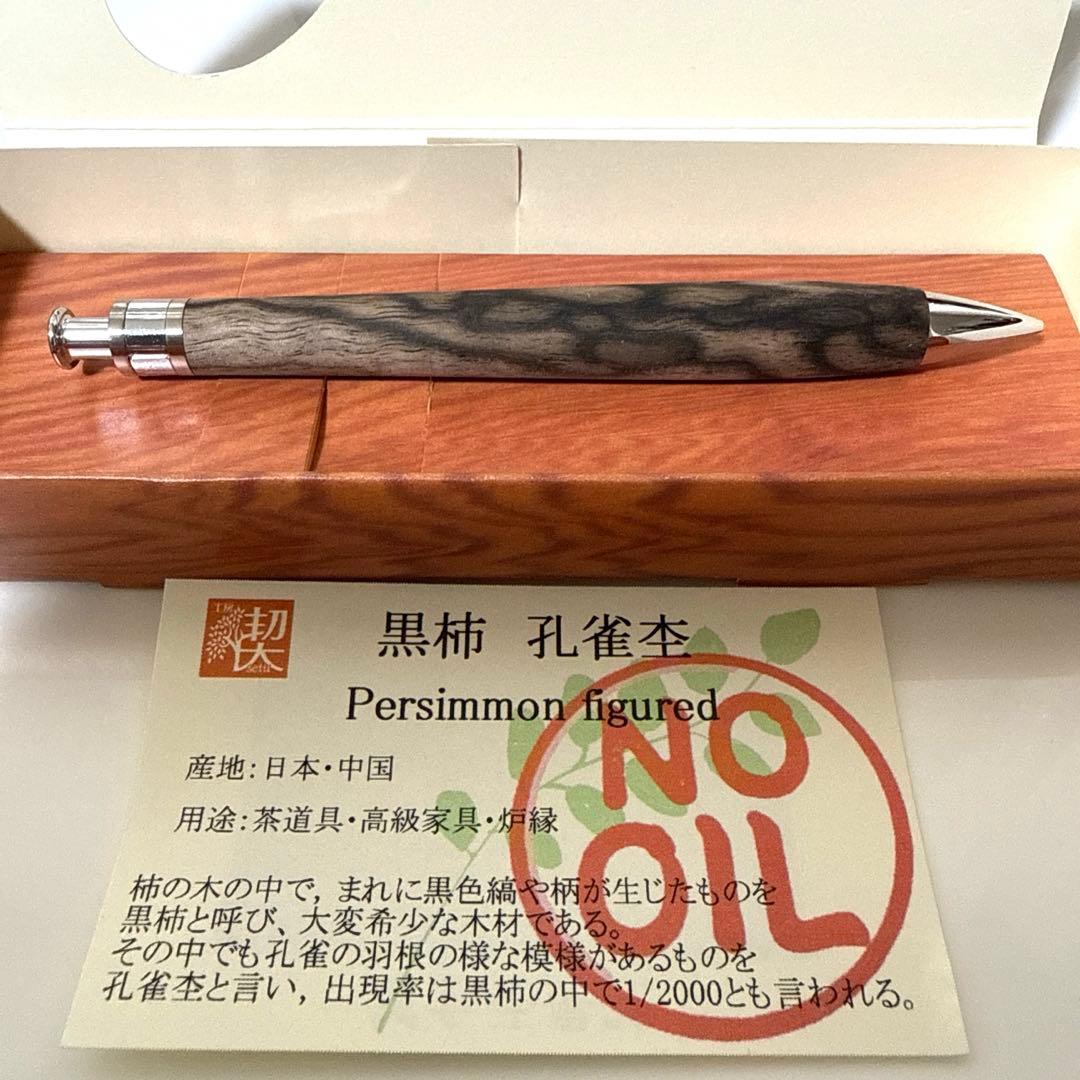 工房
契
setti
黒柿 孔雀杢
Persimmon figured
産地:日本・中国
用途:茶道具・高級家具・炉縁
柿の木の中で,まれに黒色縞や柄が生じたものを
黒柿と呼び、大変希少な木材である。
その中でも孔雀の羽根の様な模様があるものを
孔雀杢と言い,出現率は黒柿の中で1/2000とも言われる。
NO
OIL